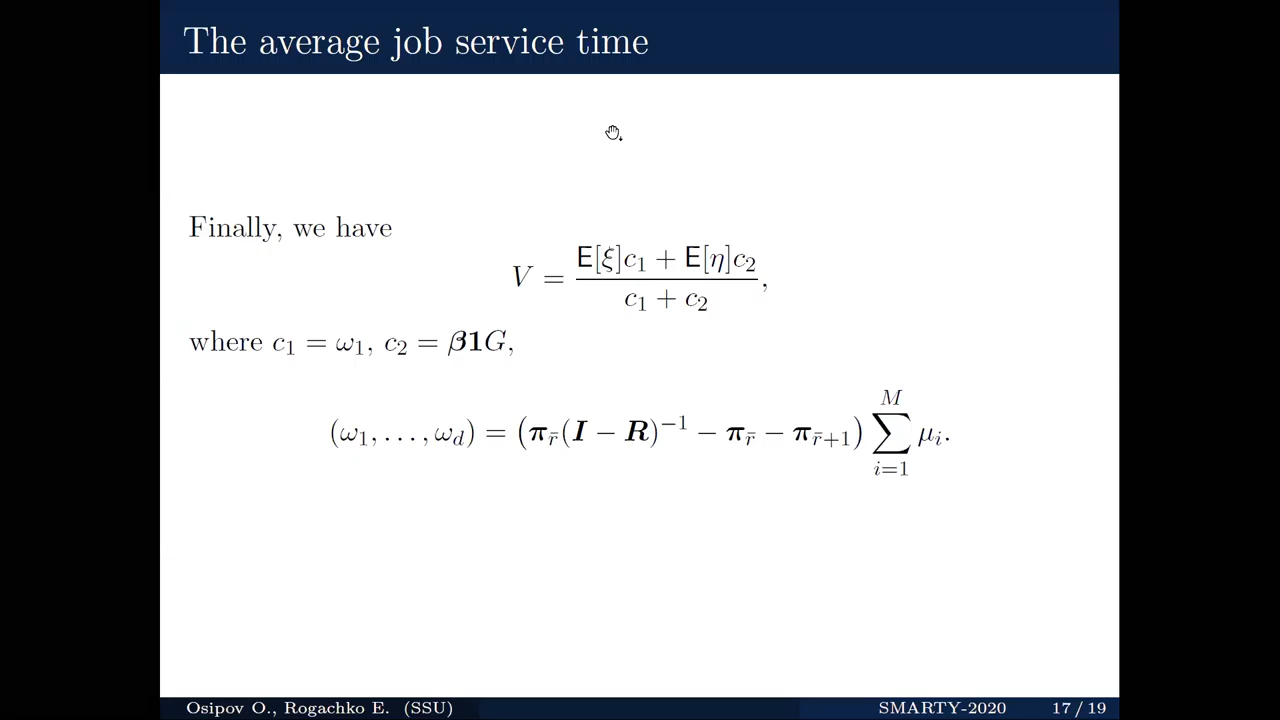 The average job service time
Finally, we have
V = (E[ξ]c₁ + E[η]c₂) / (c₁ + c₂),
where c₁ = ω₁, c₂ = β1G,
(ω₁, . . . , ω_d) = (π_r̄(I − R)⁻¹ − π_r̄ − π_{r̄+1}) ∑_{i=1}^{M} μ_i.
Osipov O., Rogachko E. (SSU) SMARTY-2020 17 / 19